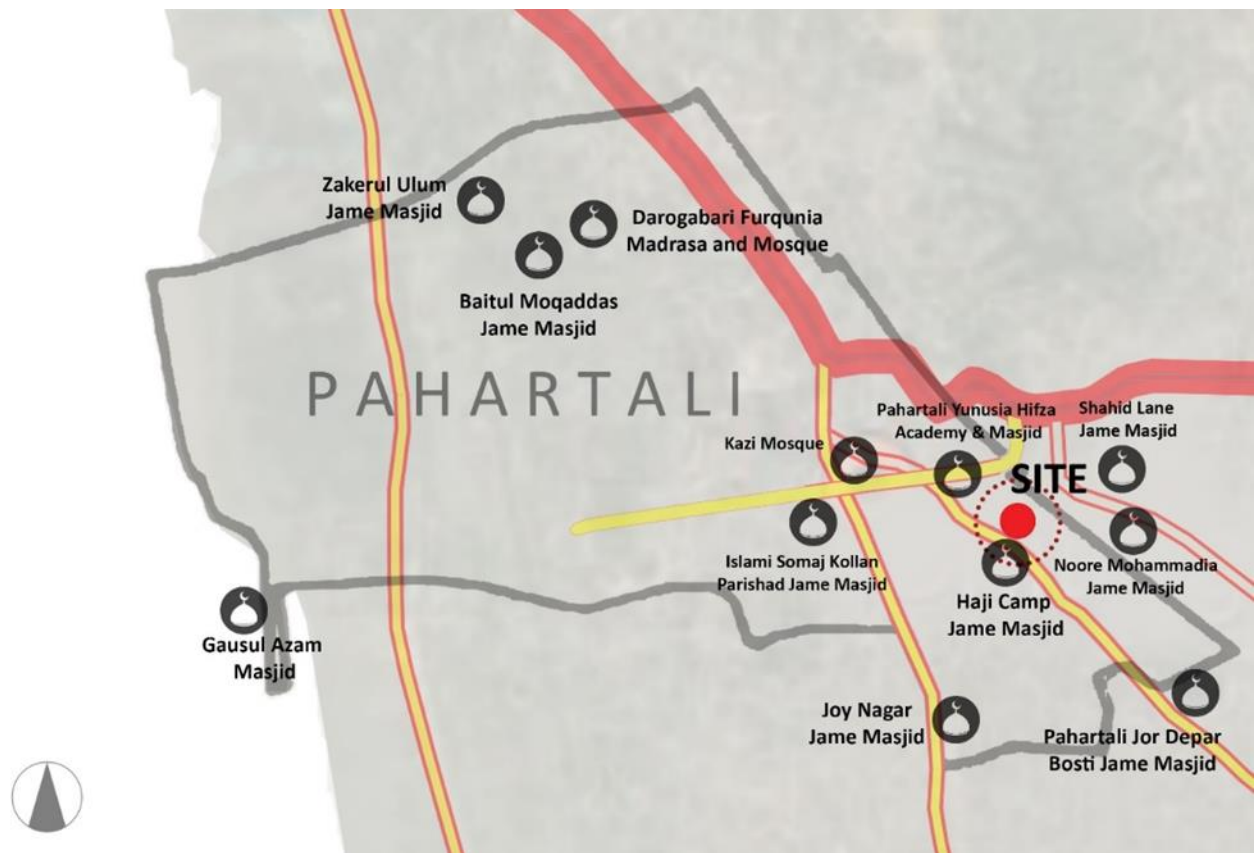 Zakerul Ulum
Jame Masjid
Darogabari Furqunia
Madrasa and Mosque
Baitul Moqaddas
Jame Masjid
PAHARTALI
Pahartali Yunusia Hifza
Academy & Masjid
Shahid Lane
Jame Masjid
Kazi Mosque
SITE
Islami Somaj Kollan
Parishad Jame Masjid
Noore Mohammadia
Jame Masjid
Haji Camp
Jame Masjid
Gausul Azam
Masjid
Joy Nagar
Jame Masjid
Pahartali Jor Depar
Bosti Jame Masjid